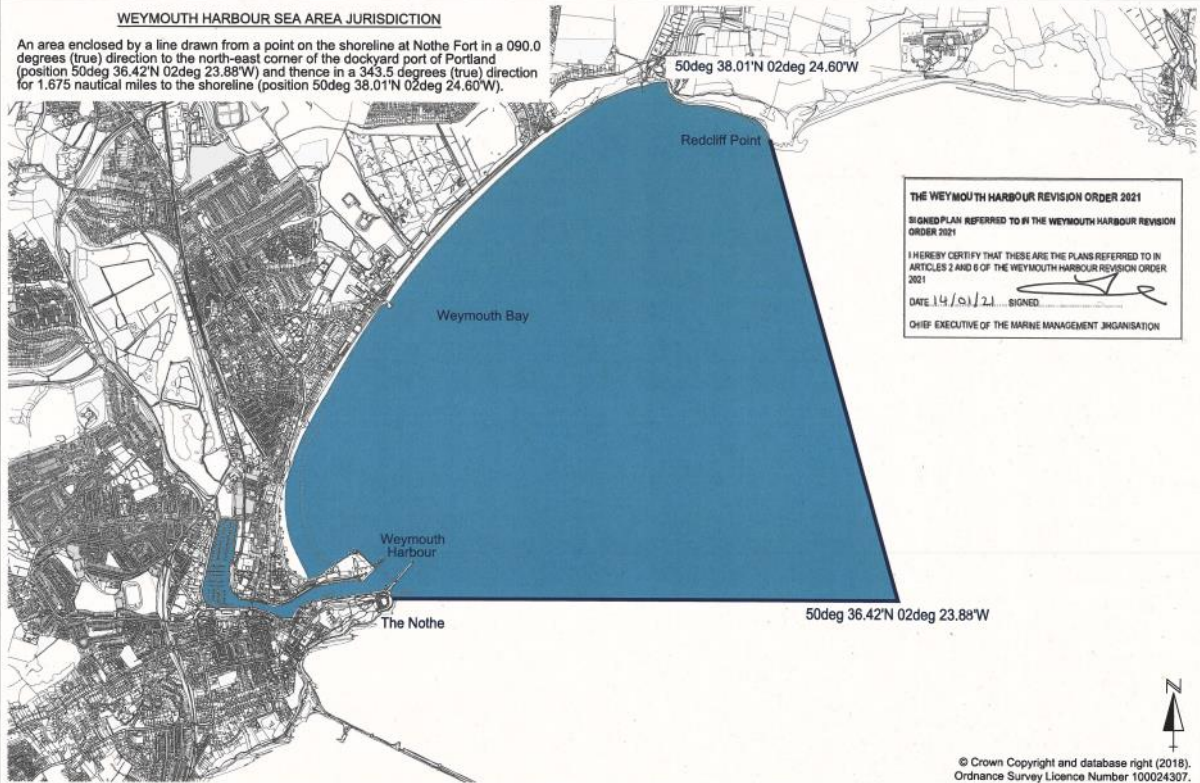 WEYMOUTH HARBOUR SEA AREA JURISDICTION
An area enclosed by a line drawn from a point on the shoreline at Nothe Fort in a 090.0
degrees (true) direction to the north-east corner of the dockyard port of Portland
(position 50deg 36.42'N 02deg 23.88'W) and thence in a 343.5 degrees (true) direction
for 1.675 nautical miles to the shoreline (position 50deg 38.01'N 02deg 24.60'W).
50deg 38.01'N 02deg 24.60'W
Redcliff Point
THE WEYMOUTH HARBOUR REVISION ORDER 2021
SIGNED PLAN REFERRED TO IN THE WEYMOUTH HARBOUR REVISION
ORDER 2021
I HEREBY CERTIFY THAT THESE ARE THE PLANS REFERRED TO IN
ARTICLES 2 AND 6 OF THE WEYMOUTH HARBOUR REVISION ORDER
2021
DATE 14/01/21 SIGNED
CHIEF EXECUTIVE OF THE MARINE MANAGEMENT
Weymouth Bay
Weymouth
Harbour
The Nothe
50deg 36.42'N 02deg 23.88'W
N
© Crown Copyright and database right (2018).
Ordnance Survey Licence Number 100024307.